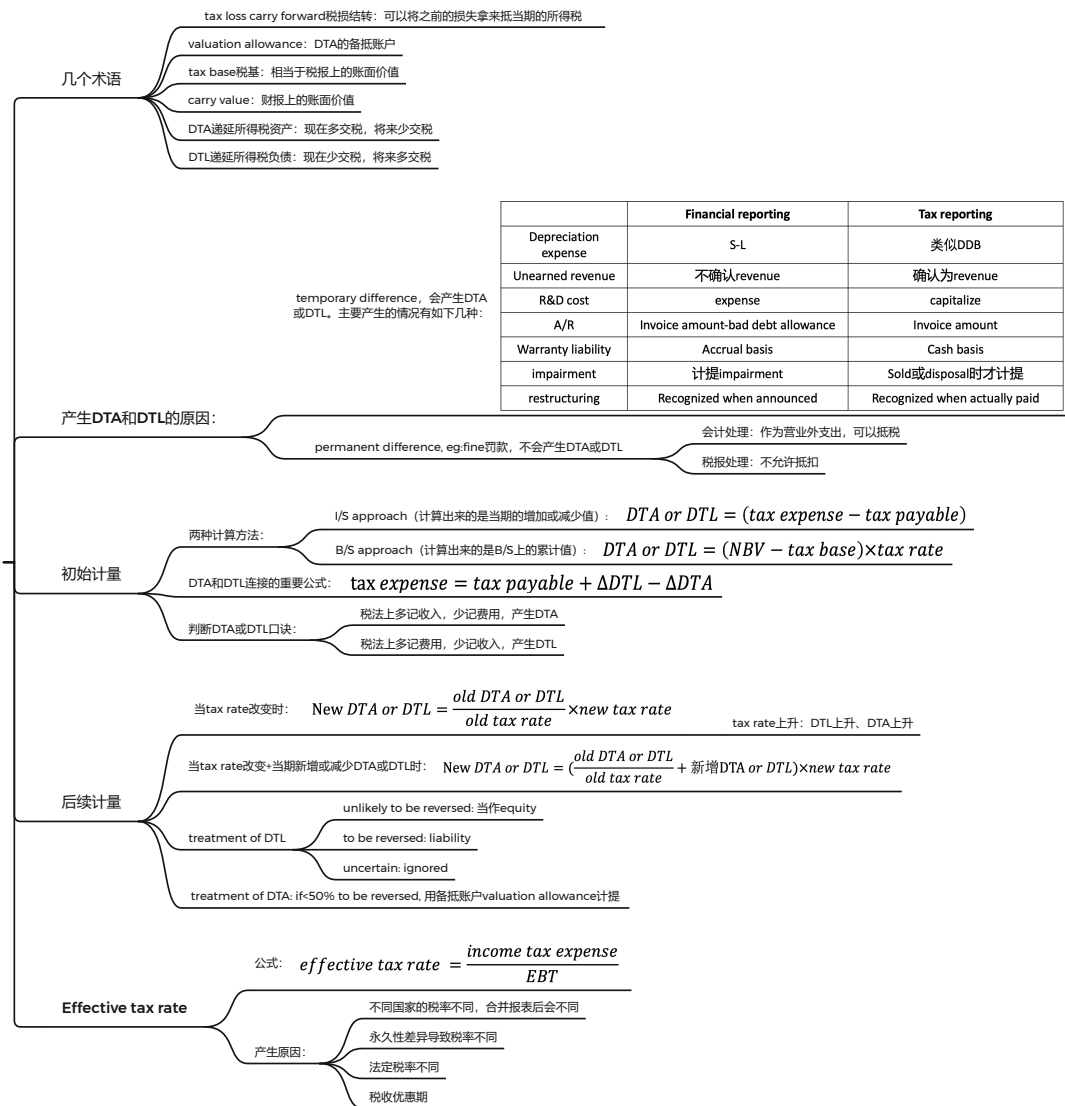 tax loss carry forward税损结转：可以将之前的损失拿来抵当期的所得税
valuation allowance：DTA的备抵账户
tax base税基：相当于税报上的账面价值
几个术语
carry value：财报上的账面价值
DTA递延所得税资产：现在多交税，将来少交税
DTL递延所得税负债：现在少交税，将来多交税
Financial reporting Tax reporting
Depreciation expense S-L 类似DDB
Unearned revenue 不确认revenue 确认为revenue
R&D cost expense capitalize
A/R Invoice amount-bad debt allowance Invoice amount
Warranty liability Accrual basis Cash basis
impairment 计提impairment Sold或disposal时才计提
restructuring Recognized when announced Recognized when actually paid
temporary difference，会产生DTA
或DTL。主要产生的情况有如下几种：
产生DTA和DTL的原因：
permanent difference, eg:fine罚款，不会产生DTA或DTL
会计处理：作为营业外支出，可以抵税
税报处理：不允许抵扣
初始计量
两种计算方法：
I/S approach（计算出来的是当期的增加或减少值）： DTA or DTL = (tax expense − tax payable)
B/S approach（计算出来的是B/S上的累计值）： DTA or DTL = (NBV − tax base)×tax rate
DTA和DTL连接的重要公式： tax expense = tax payable + ΔDTL − ΔDTA
判断DTA或DTL口诀：
税法上多记收入，少记费用，产生DTA
税法上多记费用，少记收入，产生DTL
后续计量
当tax rate改变时： New DTA or DTL = old DTA or DTL / old tax rate ×new tax rate
tax rate上升：DTL上升、DTA上升
当tax rate改变+当期新增或减少DTA或DTL时： New DTA or DTL = (old DTA or DTL / old tax rate + 新增DTA or DTL)×new tax rate
treatment of DTL
unlikely to be reversed: 当作equity
to be reversed: liability
uncertain: ignored
treatment of DTA: if<50% to be reversed, 用备抵账户valuation allowance计提
Effective tax rate
公式： effective tax rate = income tax expense / EBT
产生原因：
不同国家的税率不同，合并报表后会不同
永久性差异导致税率不同
法定税率不同
税收优惠期